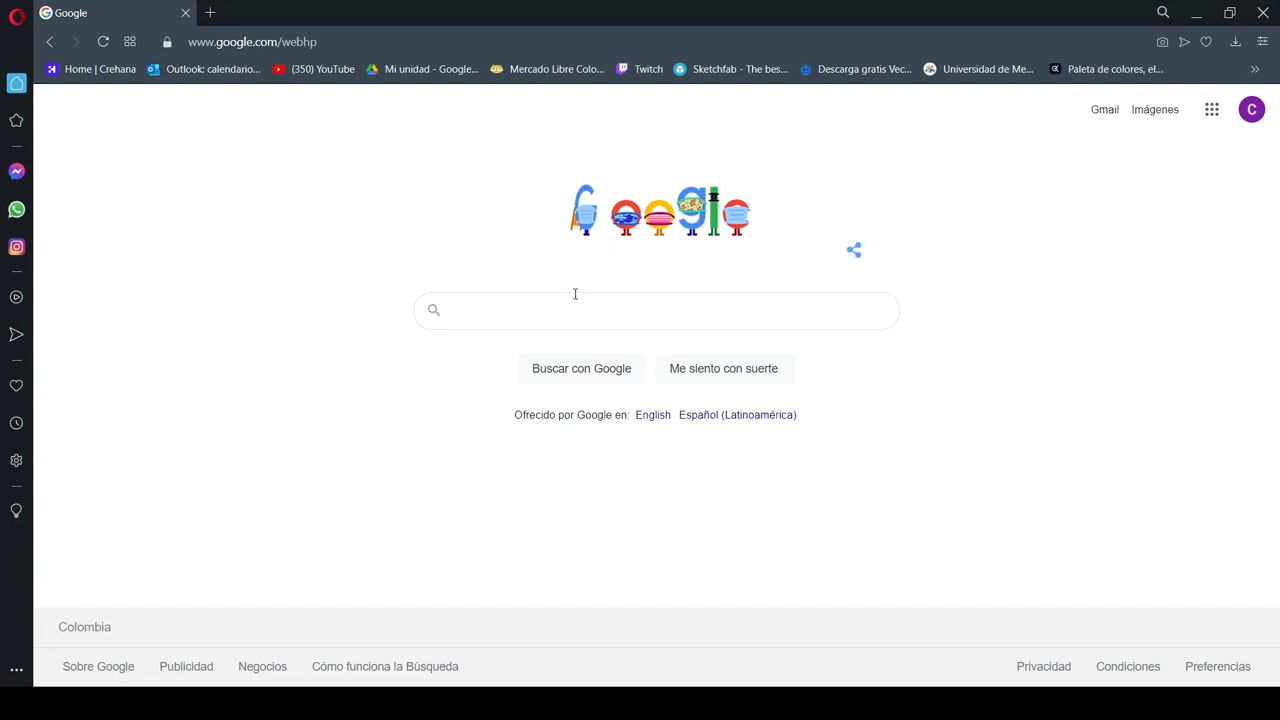 Google
www.google.com/webhp
Home | Crehana
Outlook: calendario...
(350) YouTube
Mi unidad - Google...
Mercado Libre Colo...
Twitch
Sketchfab - The bes...
Descarga gratis Vec...
Universidad de Me...
Paleta de colores, el...
Gmail
Imágenes
C
Google
Buscar con Google
Me siento con suerte
Ofrecido por Google en: English Español (Latinoamérica)
Colombia
Sobre Google
Publicidad
Negocios
Cómo funciona la Búsqueda
Privacidad
Condiciones
Preferencias